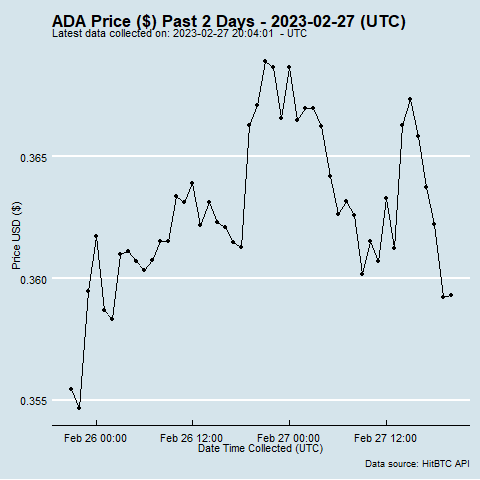 ADA Price ($) Past 2 Days - 2023-02-27 (UTC)
Latest data collected on: 2023-02-27 20:04:01 - UTC
0.365
0.360
0.355
Price USD ($)
Feb 26 00:00 Feb 26 12:00 Feb 27 00:00 Feb 27 12:00
Date Time Collected (UTC)
Data source: HitBTC API